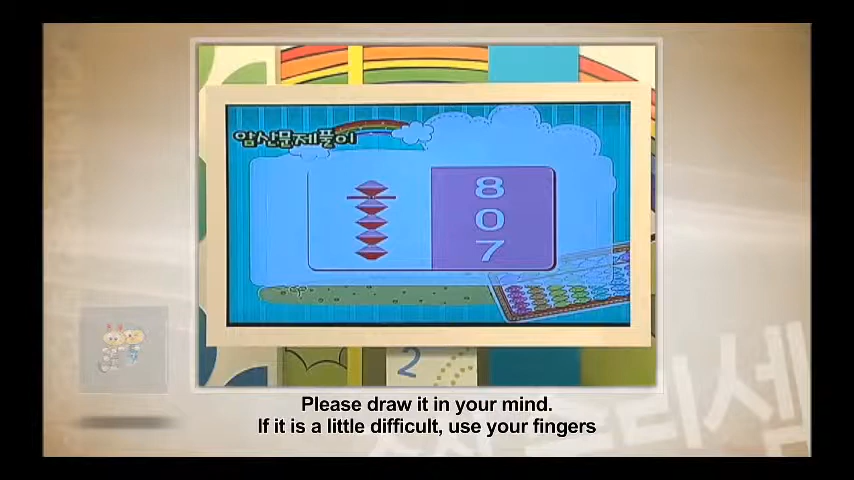 암산문제풀이
8
0
7
2
Please draw it in your mind.
If it is a little difficult, use your fingers